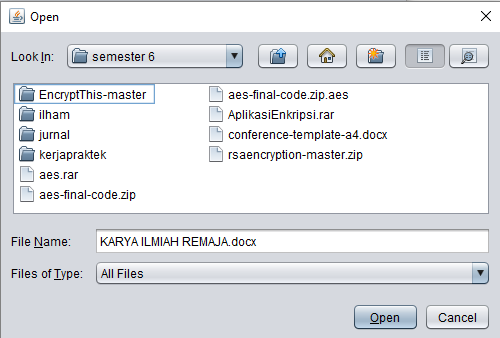 Open
Look In: semester 6
EncryptThis-master
ilham
jurnal
kerjapraktek
aes.rar
aes-final-code.zip
aes-final-code.zip.aes
AplikasiEnkripsi.rar
conference-template-a4.docx
rsaencryption-master.zip
File Name: KARYA ILMIAH REMAJA.docx
Files of Type: All Files
Open Cancel